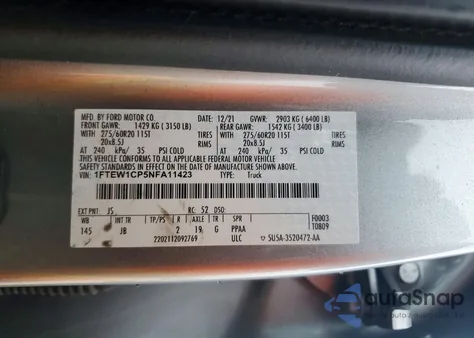 MFD. BY FORD MOTOR CO. 12/21 GVWR: 2903 KG ( 6400 LB)
FRONT GAWR: 1429 KG ( 3150 LB) REAR GAWR: 1542 KG ( 3400 LB)
WITH 275/60R20 115T TIRES WITH 275/60R20 115T TIRES
20x8.5J RIMS 20x8.5J RIMS
AT 240 kPa/ 35 PSI COLD AT 240 kPa/ 35 PSI COLD
THIS VEHICLE CONFORMS TO ALL APPLICABLE FEDERAL MOTOR VEHICLE
SAFETY, BUMPER, AND THEFT PREVENTION STANDARDS IN EFFECT ON THE DATE OF MANUFACTURE SHOWN ABOVE.
VIN: 1FTEW1CP5NFA11423 TYPE: Truck
EXT PNT: JS RC: 52 DSO: F0003
WB INT TR TP/PS R AXLE TR SPR T0809
145 JB 2 19 G PPAA
2202112092769 ULC SU5A-3520472-AA
autoSnap